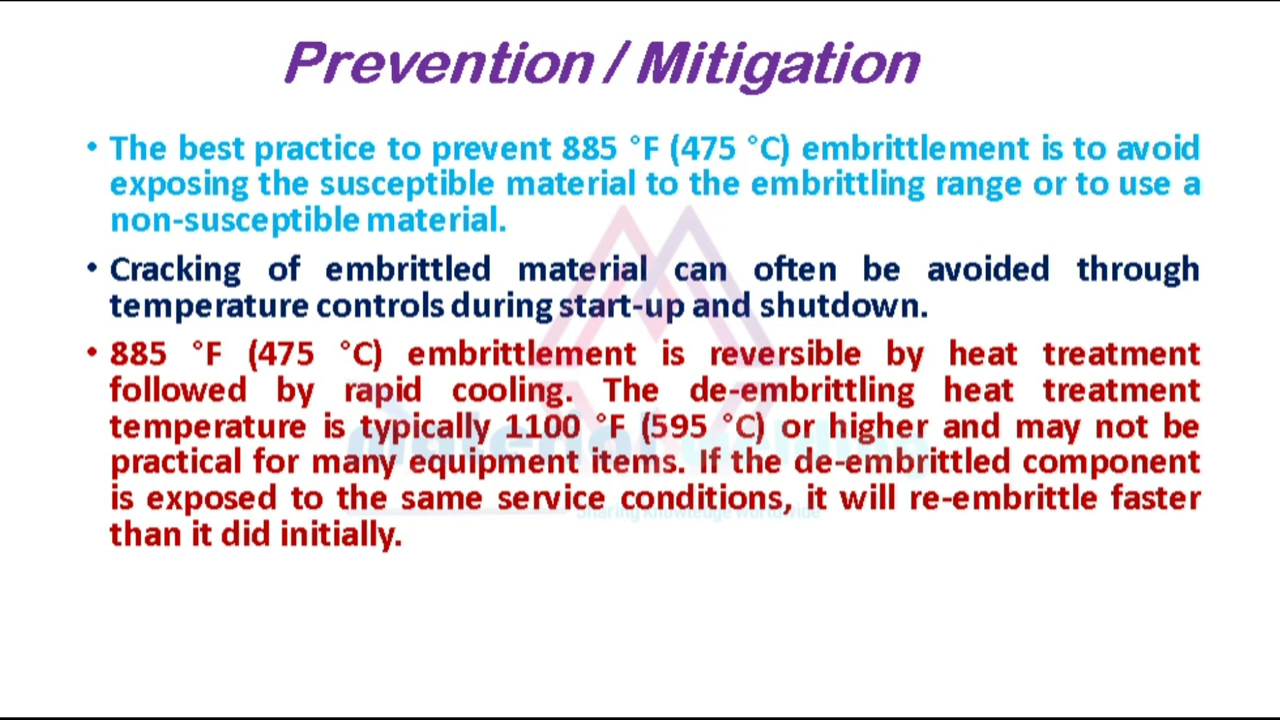 Prevention / Mitigation
• The best practice to prevent 885 °F (475 °C) embrittlement is to avoid
exposing the susceptible material to the embrittling range or to use a
non-susceptible material.
• Cracking of embrittled material can often be avoided through
temperature controls during start-up and shutdown.
• 885 °F (475 °C) embrittlement is reversible by heat treatment
followed by rapid cooling. The de-embrittling heat treatment
temperature is typically 1100 °F (595 °C) or higher and may not be
practical for many equipment items. If the de-embrittled component
is exposed to the same service conditions, it will re-embrittle faster
than it did initially.
Sharing knowledge worldwide